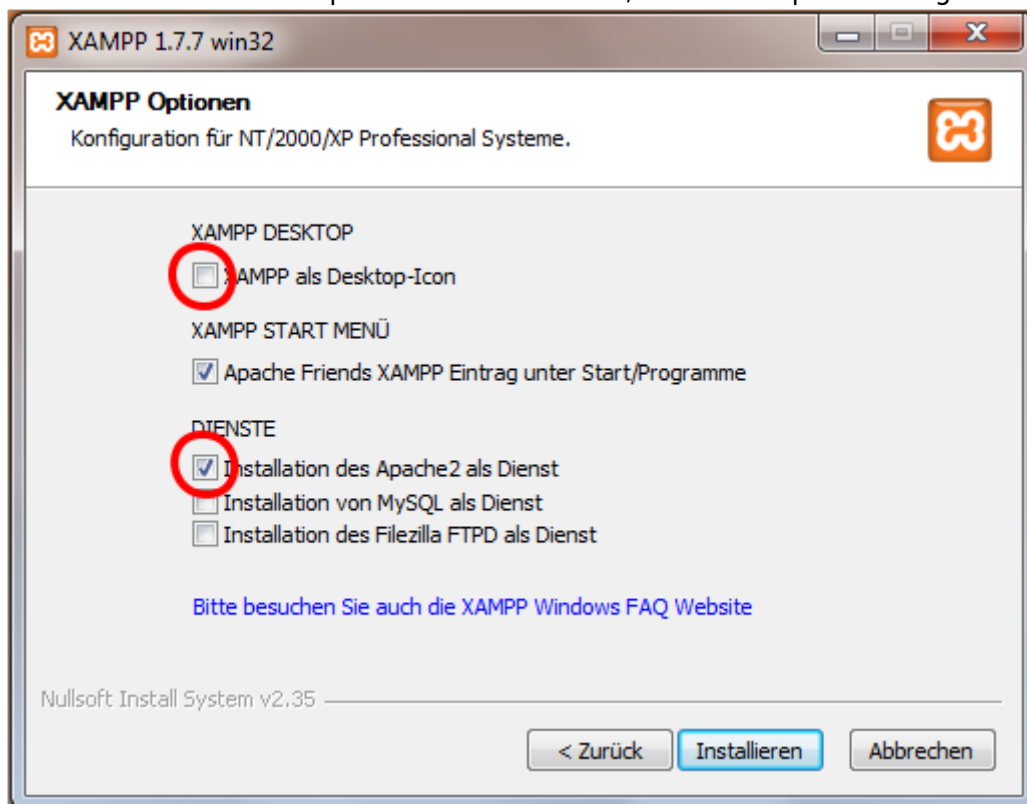 XAMPP 1.7.7 win32
XAMPP Optionen
Konfiguration für NT/2000/XP Professional Systeme.
XAMPP DESKTOP
XAMPP als Desktop-Icon
XAMPP START MENÜ
Apache Friends XAMPP Eintrag unter Start/Programme
DIENSTE
Installation des Apache2 als Dienst
Installation von MySQL als Dienst
Installation des Filezilla FTPD als Dienst
Bitte besuchen Sie auch die XAMPP Windows FAQ Website
Nullsoft Install System v2.35
< Zurück
Installieren
Abbrechen